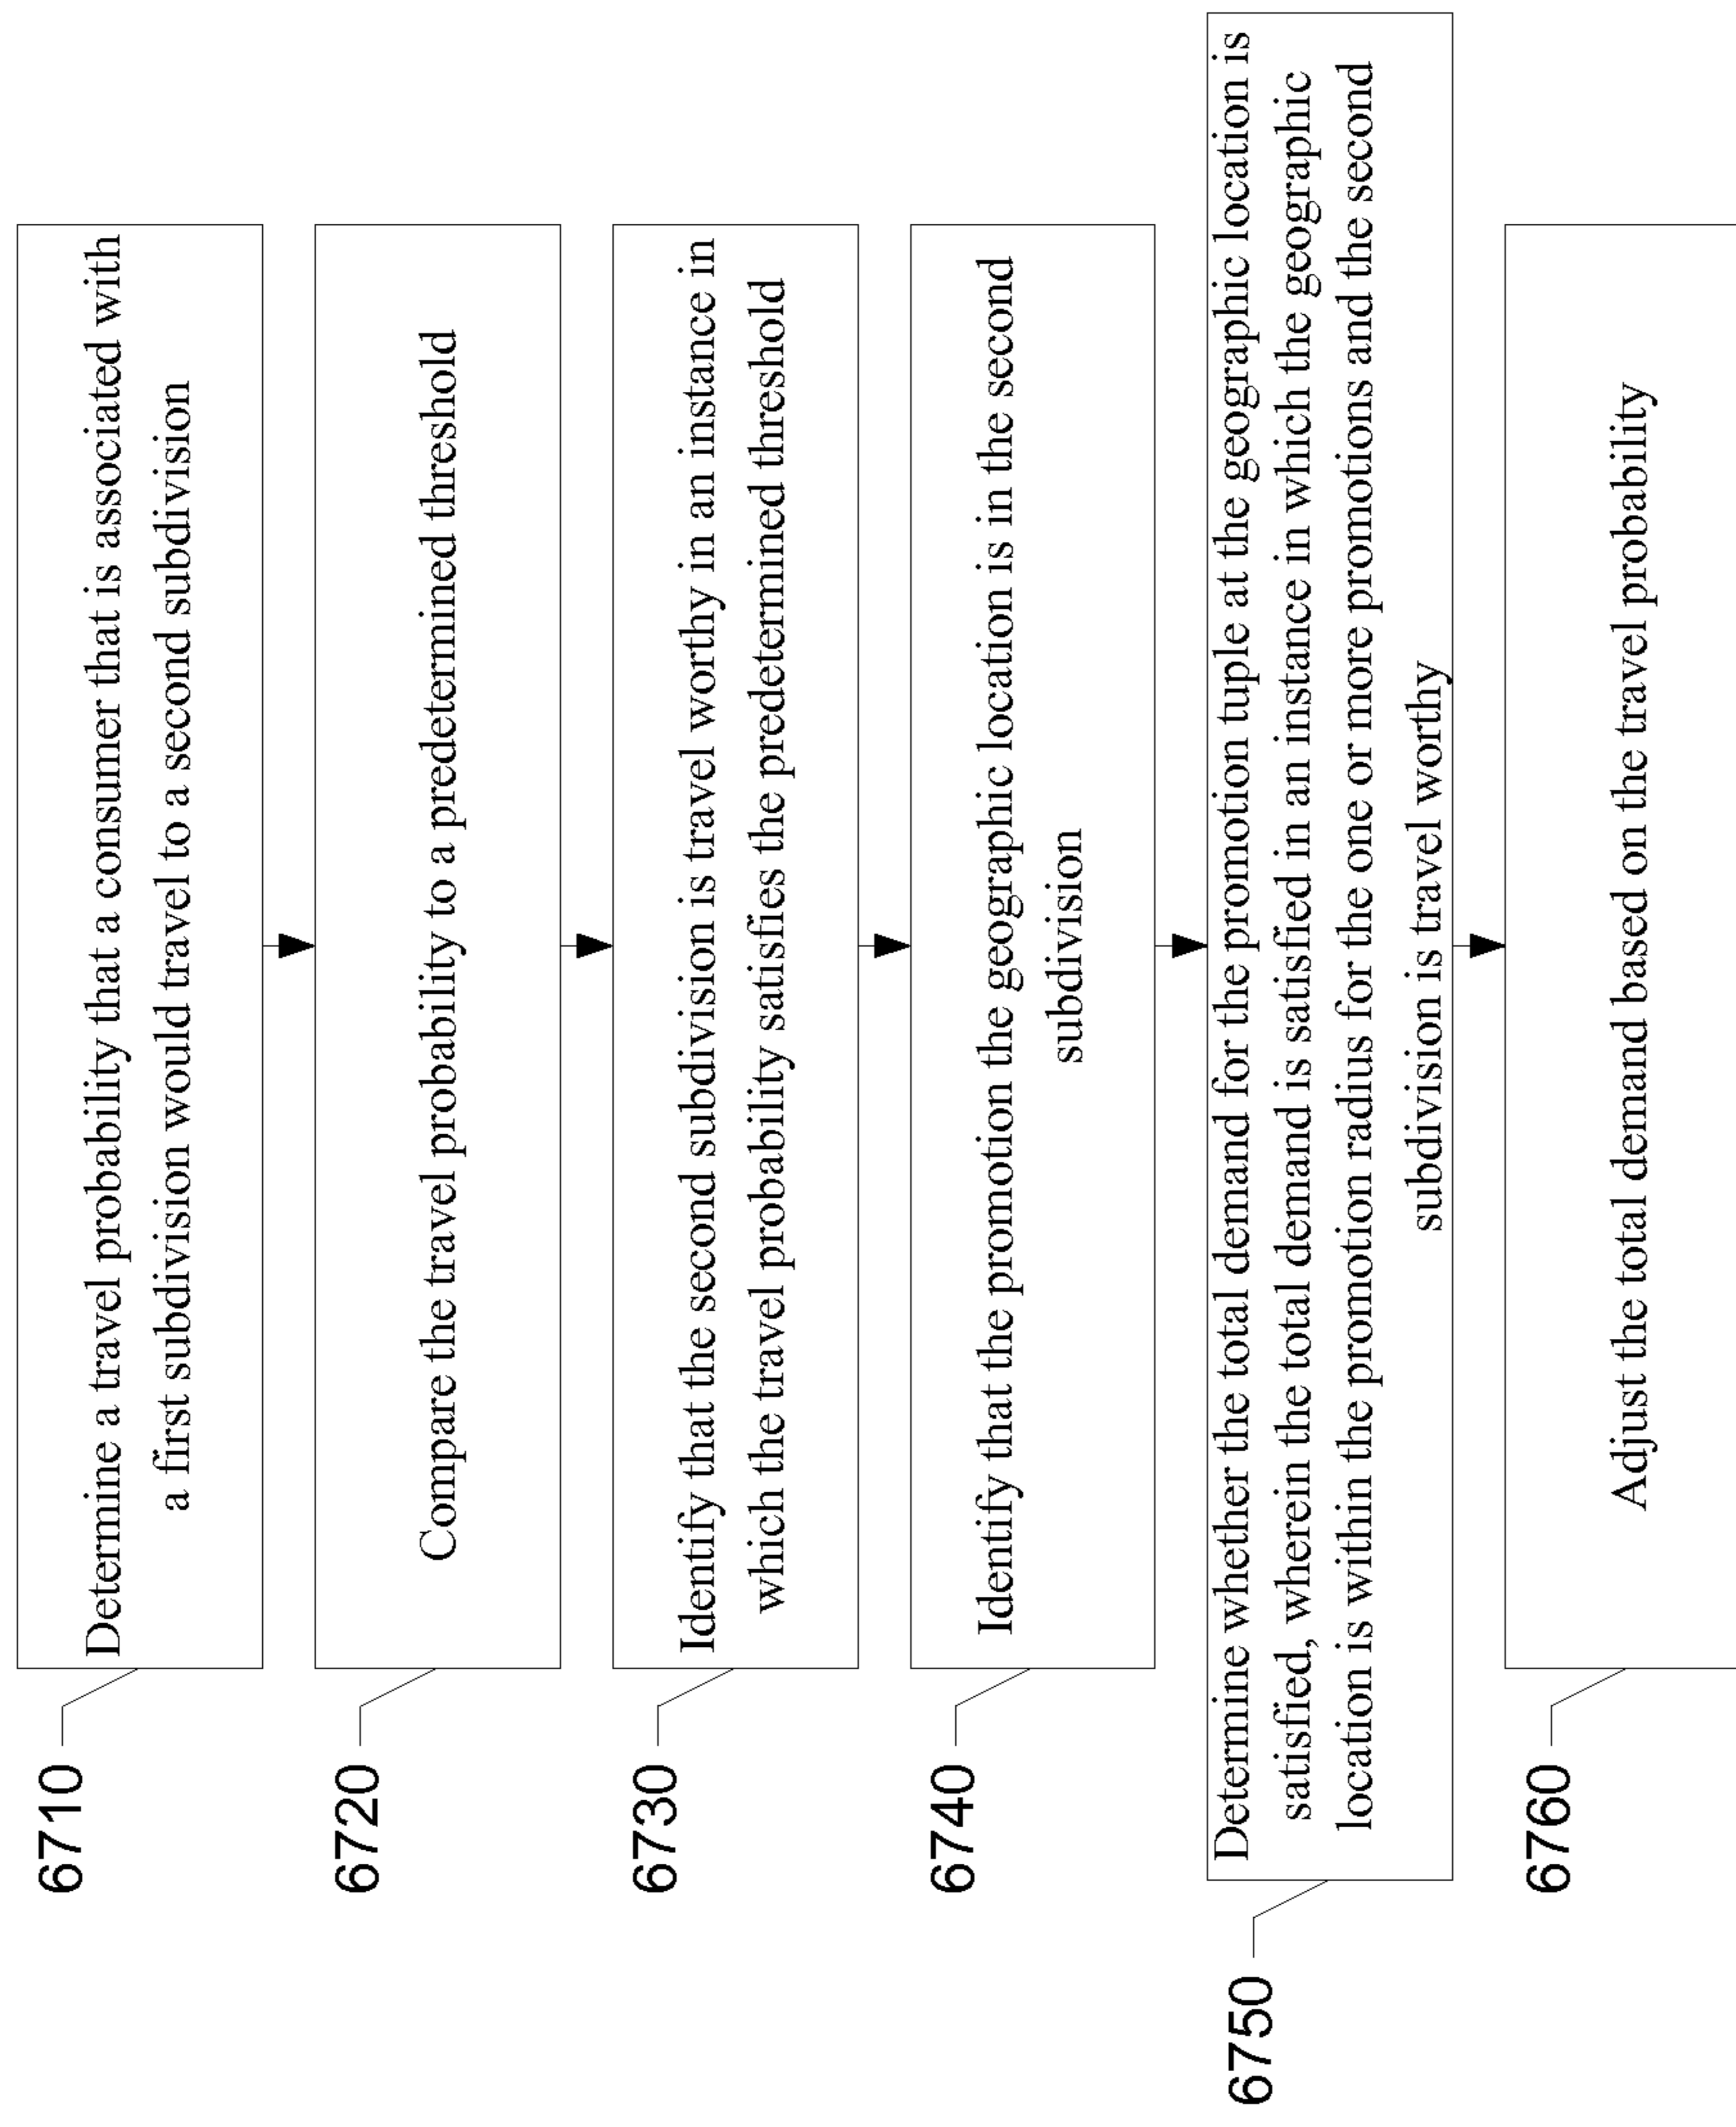 6710
Determine a travel probability that a consumer that is associated with
a first subdivision would travel to a second subdivision
6720
Compare the travel probability to a predetermined threshold
6730
Identify that the second subdivision is travel worthy in an instance in
which the travel probability satisfies the predetermined threshold
6740
Identify that the promotion the geographic location is in the second
subdivision
6750
Determine whether the total demand for the promotion tuple at the geographic location is
satisfied, wherein the total demand is satisfied in an instance in which the geographic
location is within the promotion radius for the one or more promotions and the second
subdivision is travel worthy
6760
Adjust the total demand based on the travel probability